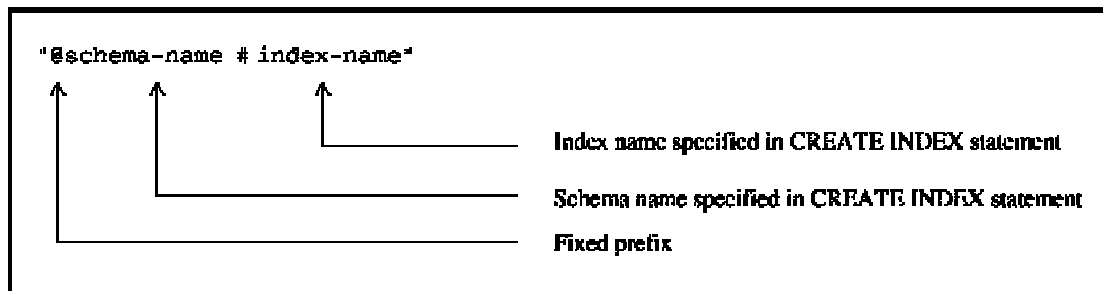 "@schema-name # index-name"
Index name specified in CREATE INDEX statement
Schema name specified in CREATE INDEX statement
Fixed prefix